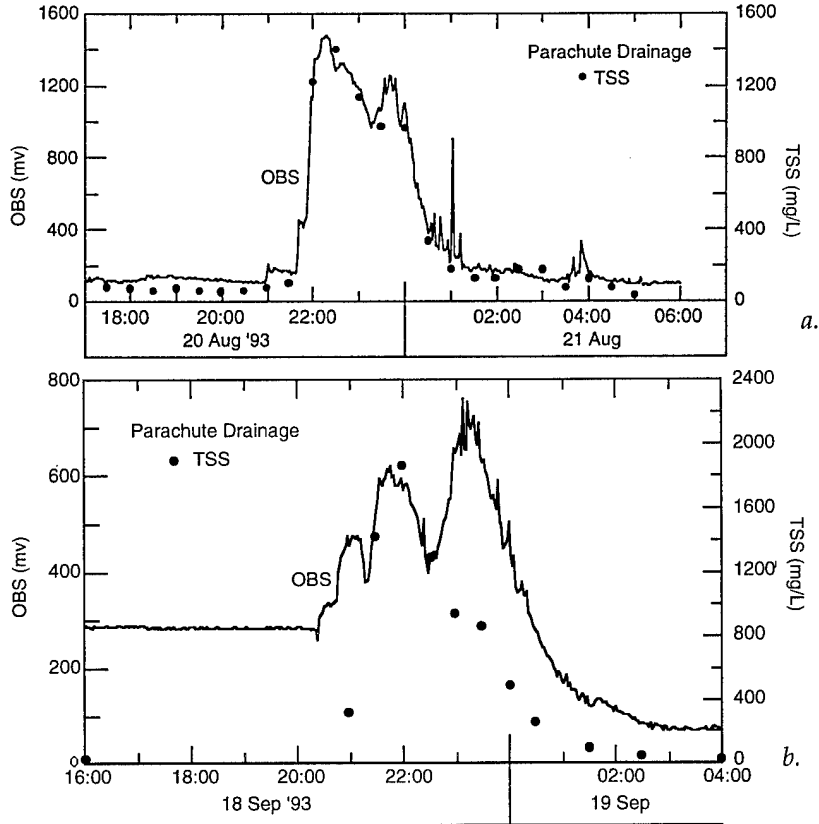 1600 1600
Parachute Drainage
TSS
1200 1200
OBS (mv)
TSS (mg/L)
800 800
OBS
400 400
0 0
18:00 20:00 22:00 02:00 04:00 06:00
20 Aug '93 21 Aug
a.
800 2400
Parachute Drainage
TSS
2000
600
1600
OBS (mv)
TSS (mg/L)
400 1200
OBS
800
200
400
0 0
b.
16:00 18:00 20:00 22:00 02:00 04:00
18 Sep '93 19 Sep